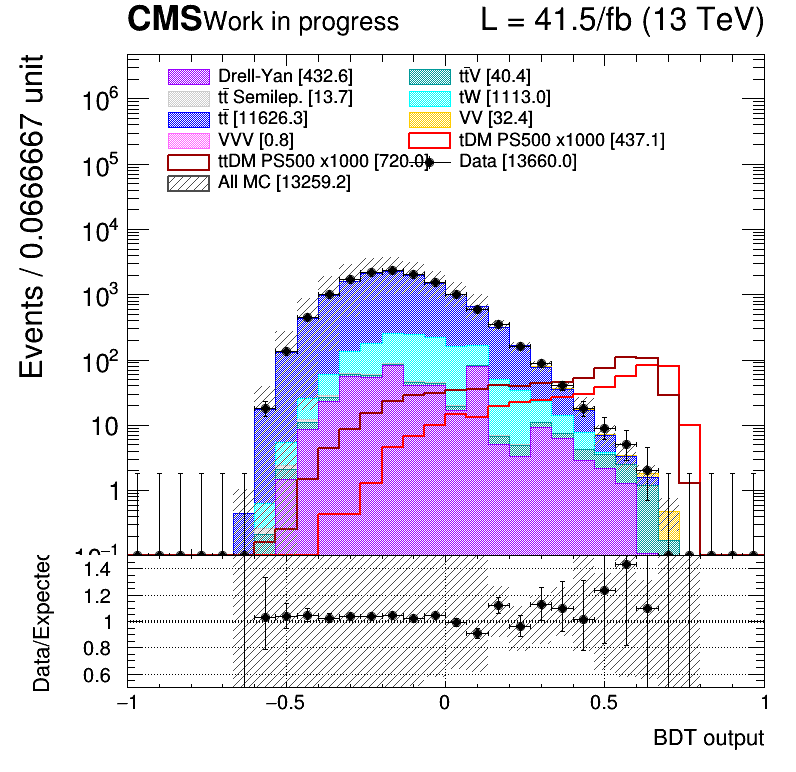 CMS Work in progress L = 41.5/fb (13 TeV)
Events / 0.0666667 unit
Drell-Yan [432.6] tt̄V [40.4]
tt̄ Semilep. [13.7] tW [1113.0]
tt̄ [11626.3] VV [32.4]
VVV [0.8] tDM PS500 x1000 [437.1]
ttDM PS500 x1000 [720.0] Data [13660.0]
All MC [13259.2]
10⁶
10⁵
10⁴
10³
10²
10
1
10⁻¹
Data/Expected
1.4
1.2
1
0.8
0.6
−1 −0.5 0 0.5 1
BDT output